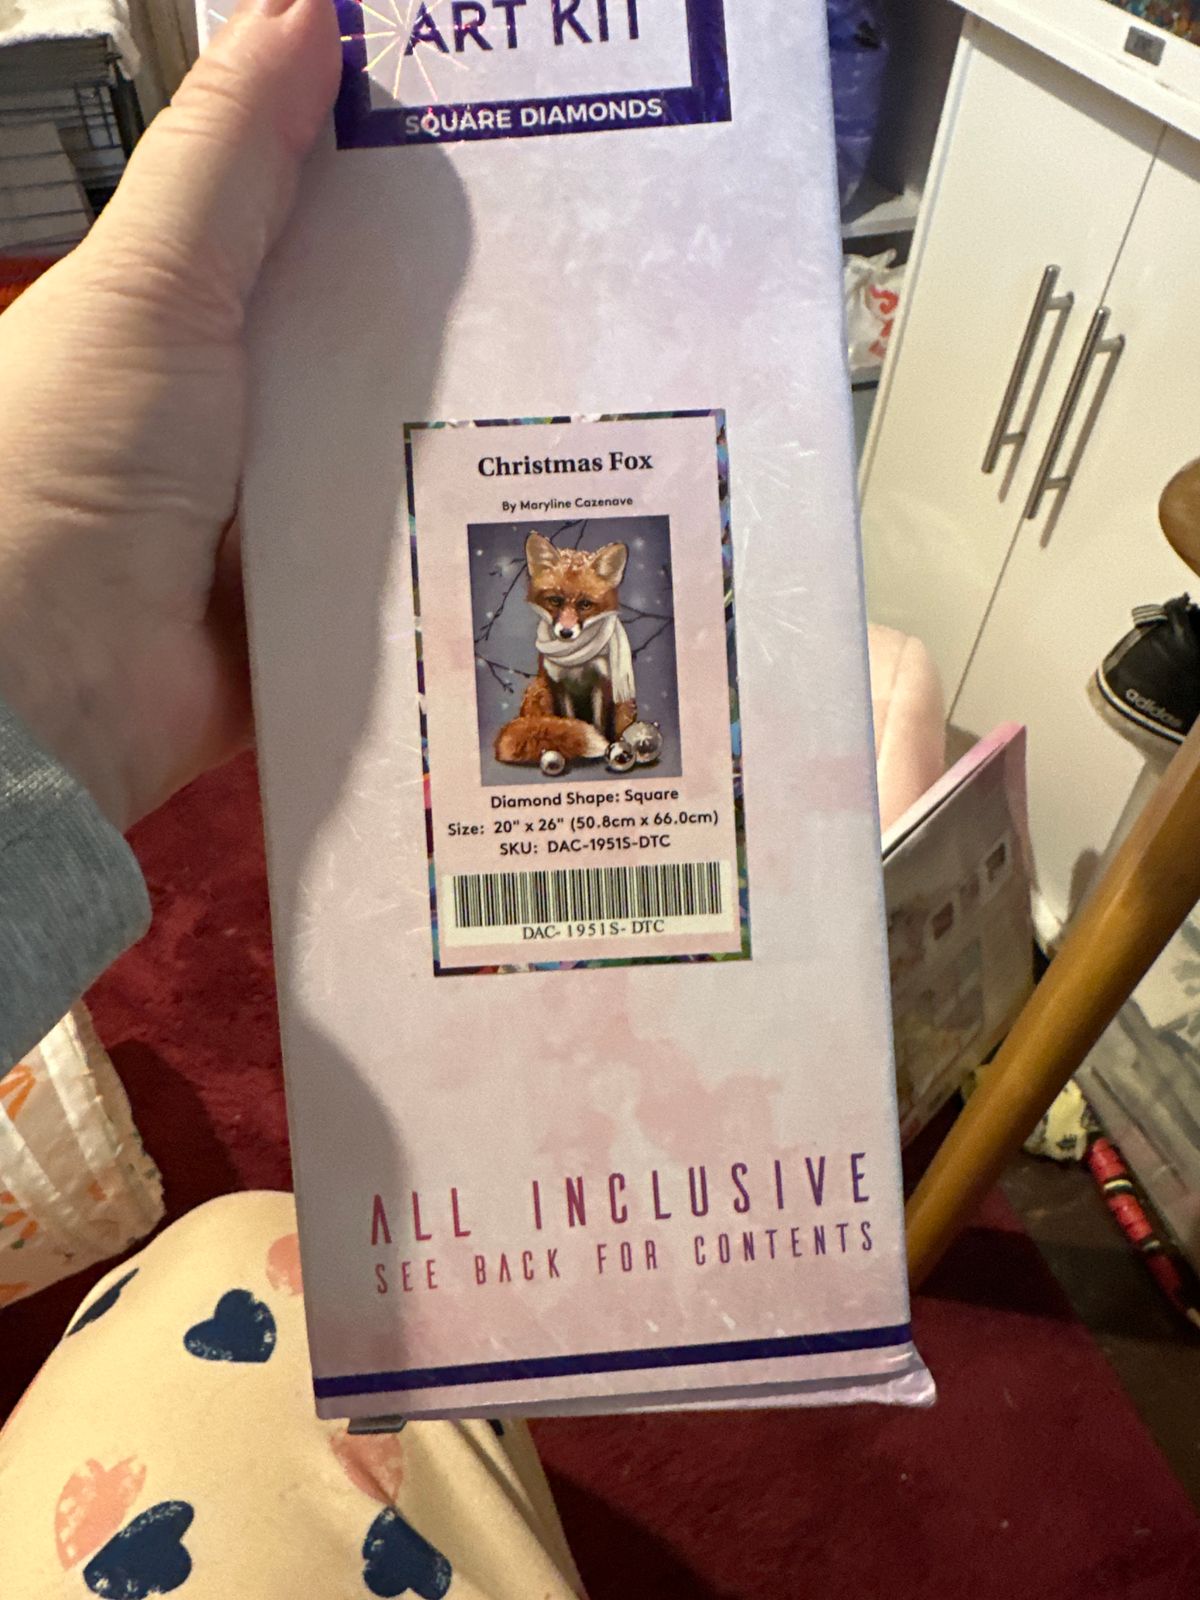 ART KIT
SQUARE DIAMONDS
Christmas Fox
By Maryline Cazenave
Diamond Shape: Square
Size: 20" x 26" (50.8cm x 66.0cm)
SKU: DAC-1951S-DTC
DAC-1951S-DTC
ALL INCLUSIVE
SEE BACK FOR CONTENTS
adidas